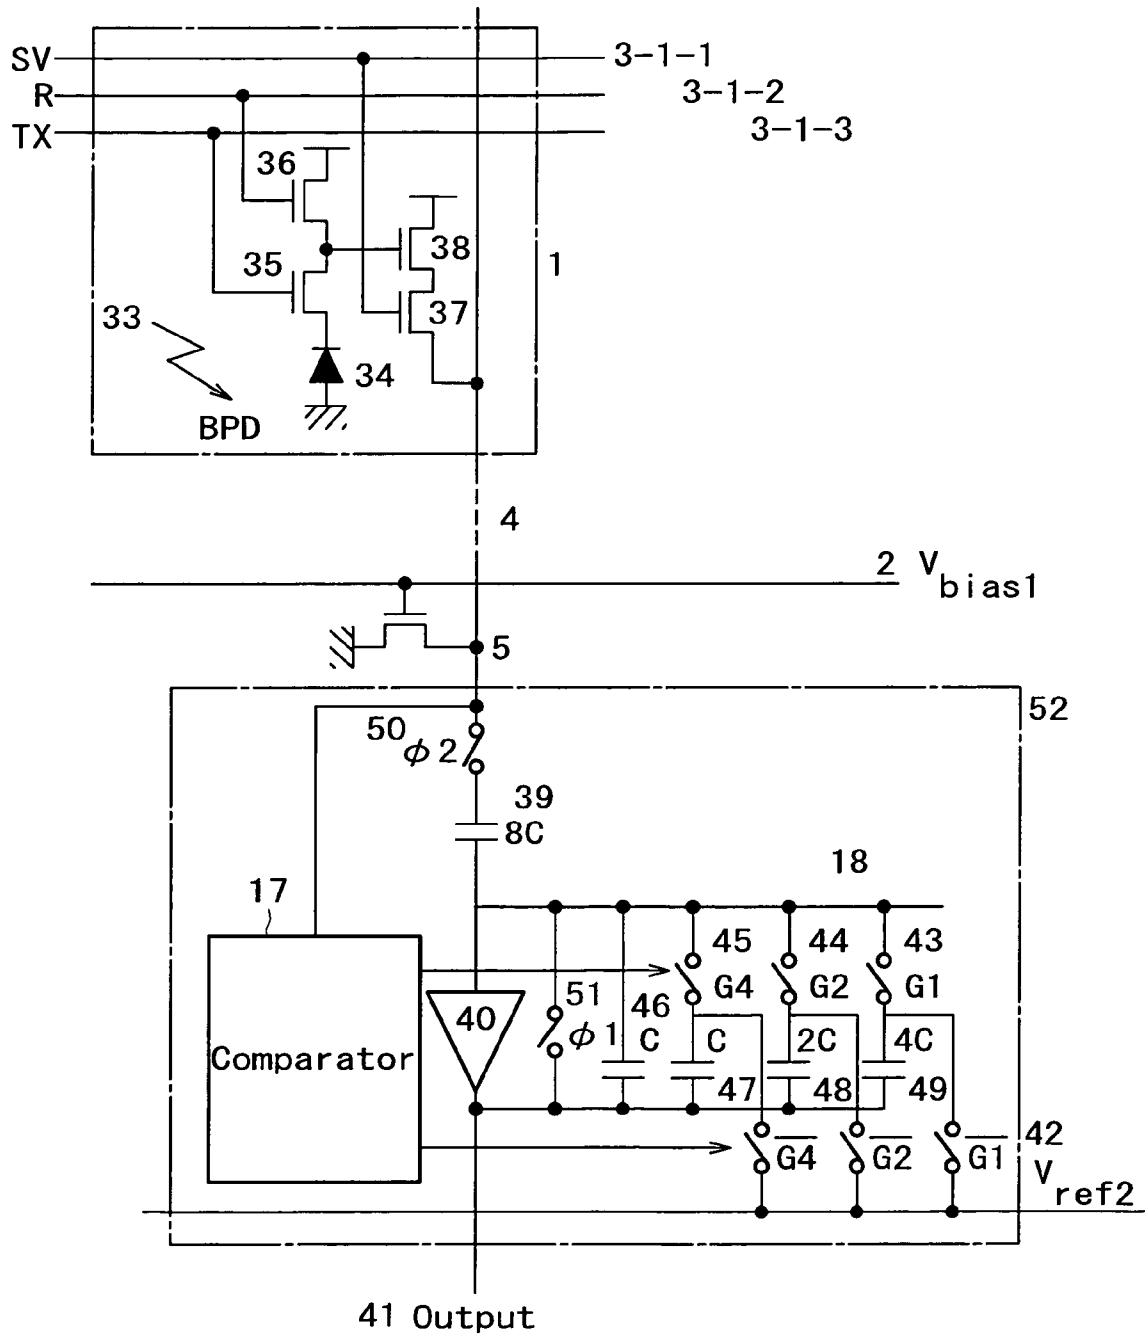 SV
3-1-1
R
3-1-2
TX
3-1-3
36
35
38
1
37
33
34
BPD
4
2 Vbias1
5
52
50
φ2
39
8C
18
17
45
44
43
G4
G2
G1
51
46
40
φ1
C
C
2C
4C
Comparator
47
48
49
42
G4
G2
G1
Vref2
41 Output